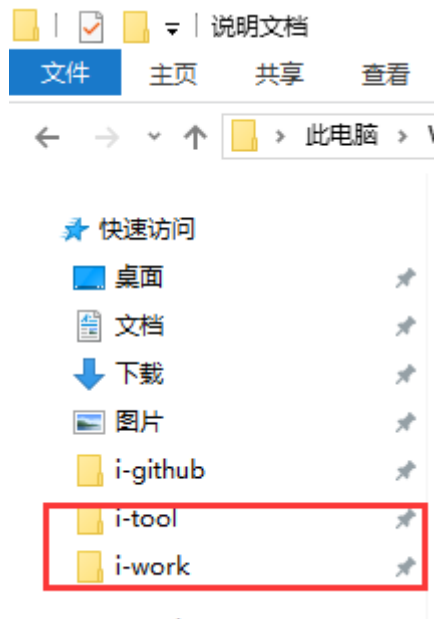 说明文档
文件 主页 共享 查看
此电脑
快速访问
桌面
文档
下载
图片
i-github
i-tool
i-work